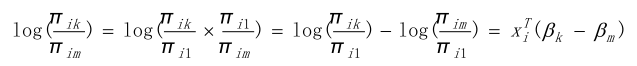 log(π_ik/π_im) = log(π_ik/π_i1 × π_i1/π_im) = log(π_ik/π_i1) − log(π_im/π_i1) = x_i^T(β_k − β_m)